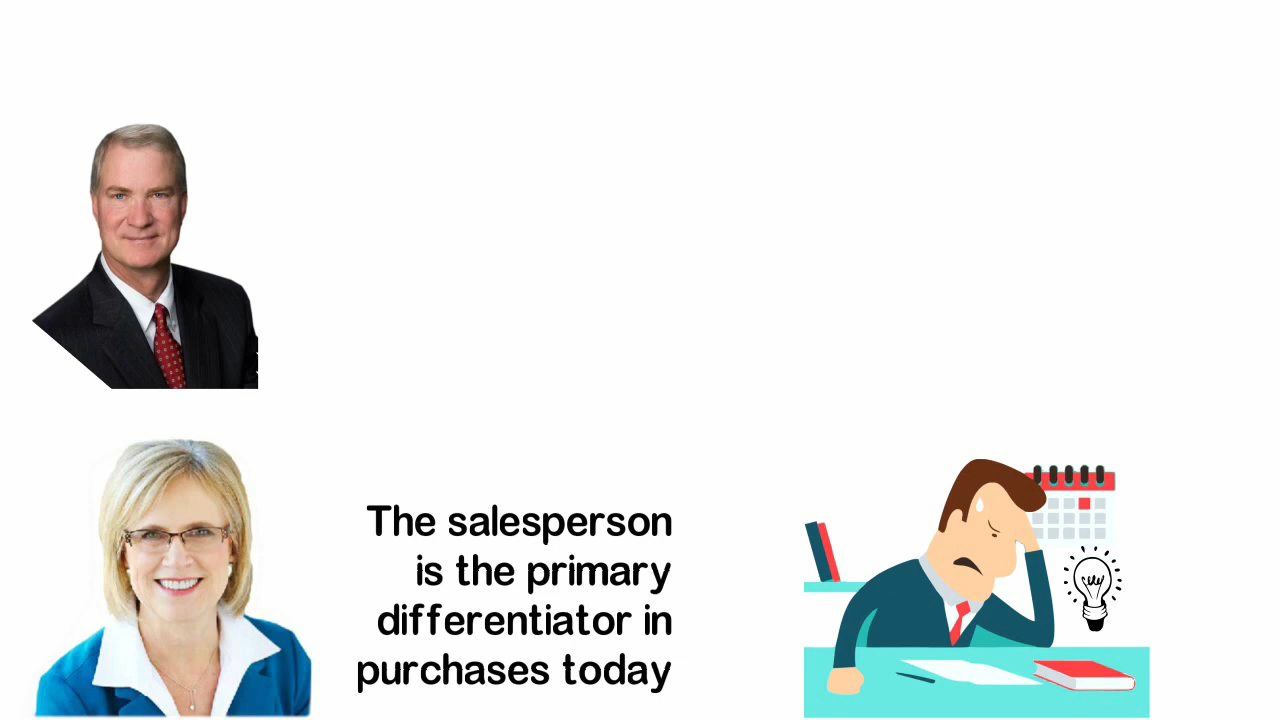 The salesperson
is the primary
differentiator in
purchases today